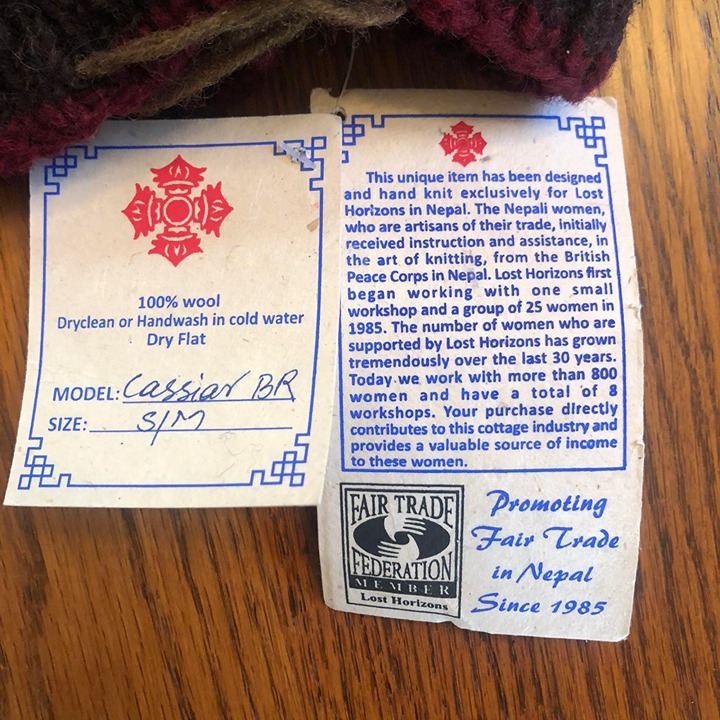 100% wool
Dryclean or Handwash in cold water
Dry Flat
MODEL: Cassiar BR
SIZE: S/M
This unique item has been designed
and hand knit exclusively for Lost
Horizons in Nepal. The Nepali women,
who are artisans of their trade, initially
received instruction and assistance, in
the art of knitting, from the British
Peace Corps in Nepal. Lost Horizons first
began working with one small
workshop and a group of 25 women in
1985. The number of women who are
supported by Lost Horizons has grown
tremendously over the last 30 years.
Today we work with more than 800
women and have a total of 8
workshops. Your purchase directly
contributes to this cottage industry and
provides a valuable source of income
to these women.
FAIR TRADE
FEDERATION
MEMBER
Lost Horizons
Promoting
Fair Trade
in Nepal
Since 1985